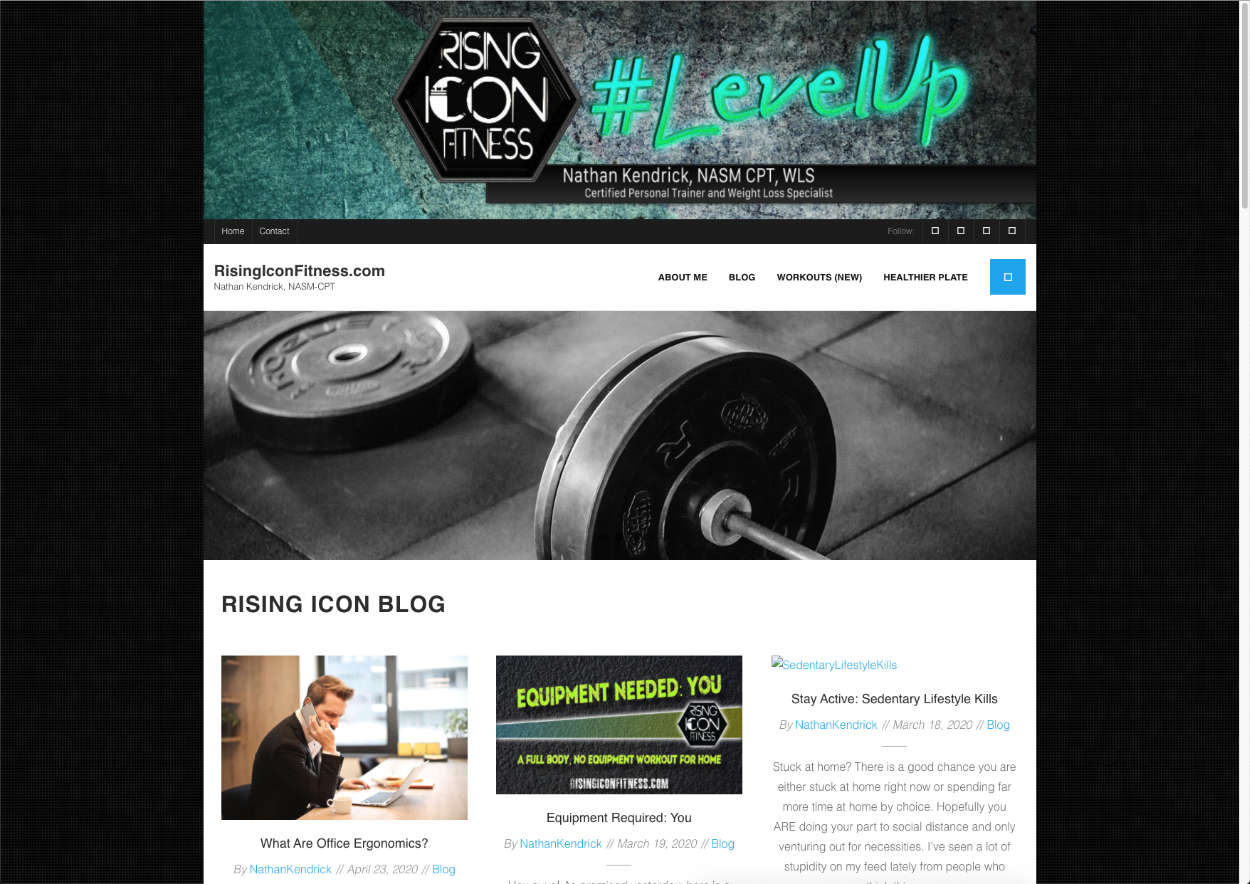 RISING
ICON
FITNESS
#LevelUp
Nathan Kendrick, NASM CPT, WLS
Certified Personal Trainer and Weight Loss Specialist
Home
Contact
Follow:
RisingIconFitness.com
Nathan Kendrick, NASM-CPT
ABOUT ME
BLOG
WORKOUTS (NEW)
HEALTHIER PLATE
RISING ICON BLOG
What Are Office Ergonomics?
By NathanKendrick // April 23, 2020 // Blog
EQUIPMENT NEEDED: YOU
RISING
ICON
FITNESS
A FULL BODY, NO EQUIPMENT WORKOUT FOR HOME
RISINGICONFITNESS.COM
Equipment Required: You
By NathanKendrick // March 19, 2020 // Blog
SedentaryLifestyleKills
Stay Active: Sedentary Lifestyle Kills
By NathanKendrick // March 18, 2020 // Blog
Stuck at home? There is a good chance you are
either stuck at home right now or spending far
more time at home by choice. Hopefully you
ARE doing your part to social distance and only
venturing out for necessities. I've seen a lot of
stupidity on my feed lately from people who